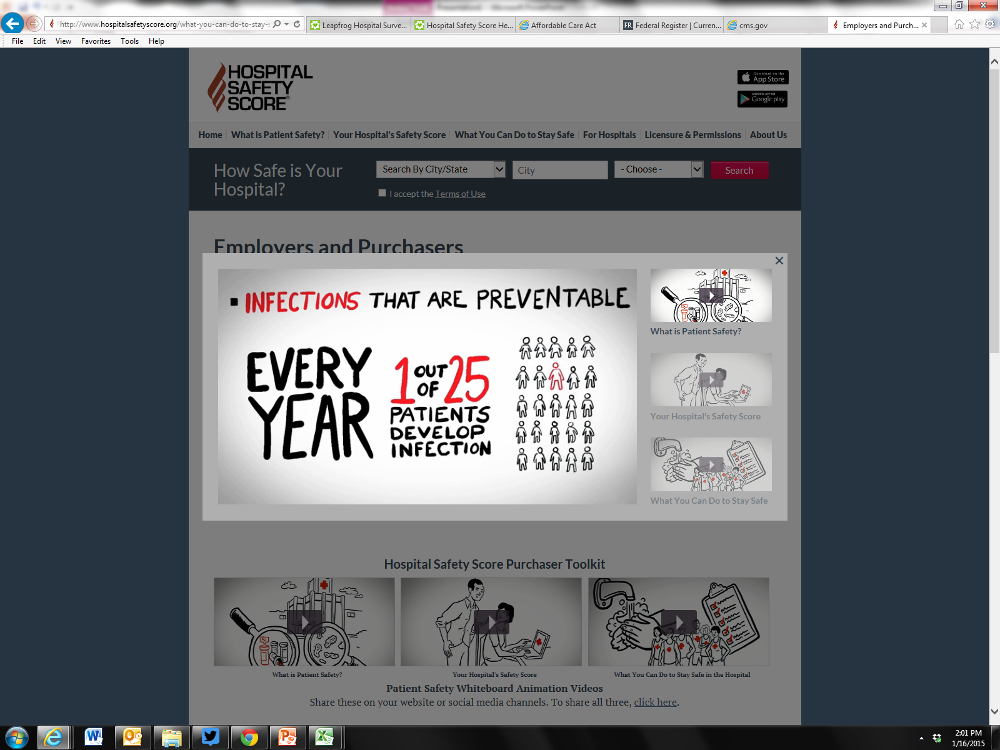 Presentation1 - Microsoft PowerPoint
http://www.hospitalsafetyscore.org/what-you-can-do-to-stay-s
Leapfrog Hospital Surve...
Hospital Safety Score He...
Affordable Care Act
FR Federal Register | Curren...
cms.gov
Employers and Purch...
File Edit View Favorites Tools Help
HOSPITAL
SAFETY
SCORE®
Download on the
App Store
ANDROID APP ON
Google play
Home
What is Patient Safety?
Your Hospital's Safety Score
What You Can Do to Stay Safe
For Hospitals
Licensure & Permissions
About Us
How Safe is Your
Hospital?
Search By City/State
City
- Choose -
Search
I accept the Terms of Use
Employers and Purchasers
▪ INFECTIONS THAT ARE PREVENTABLE
EVERY
YEAR
1 OUT OF 25
PATIENTS
DEVELOP
INFECTION
What is Patient Safety?
Your Hospital's Safety Score
What You Can Do to Stay Safe
Hospital Safety Score Purchaser Toolkit
What is Patient Safety?
Your Hospital's Safety Score
What You Can Do to Stay Safe in the Hospital
Patient Safety Whiteboard Animation Videos
Share these on your website or social media channels. To share all three, click here.
2:01 PM
1/16/2015